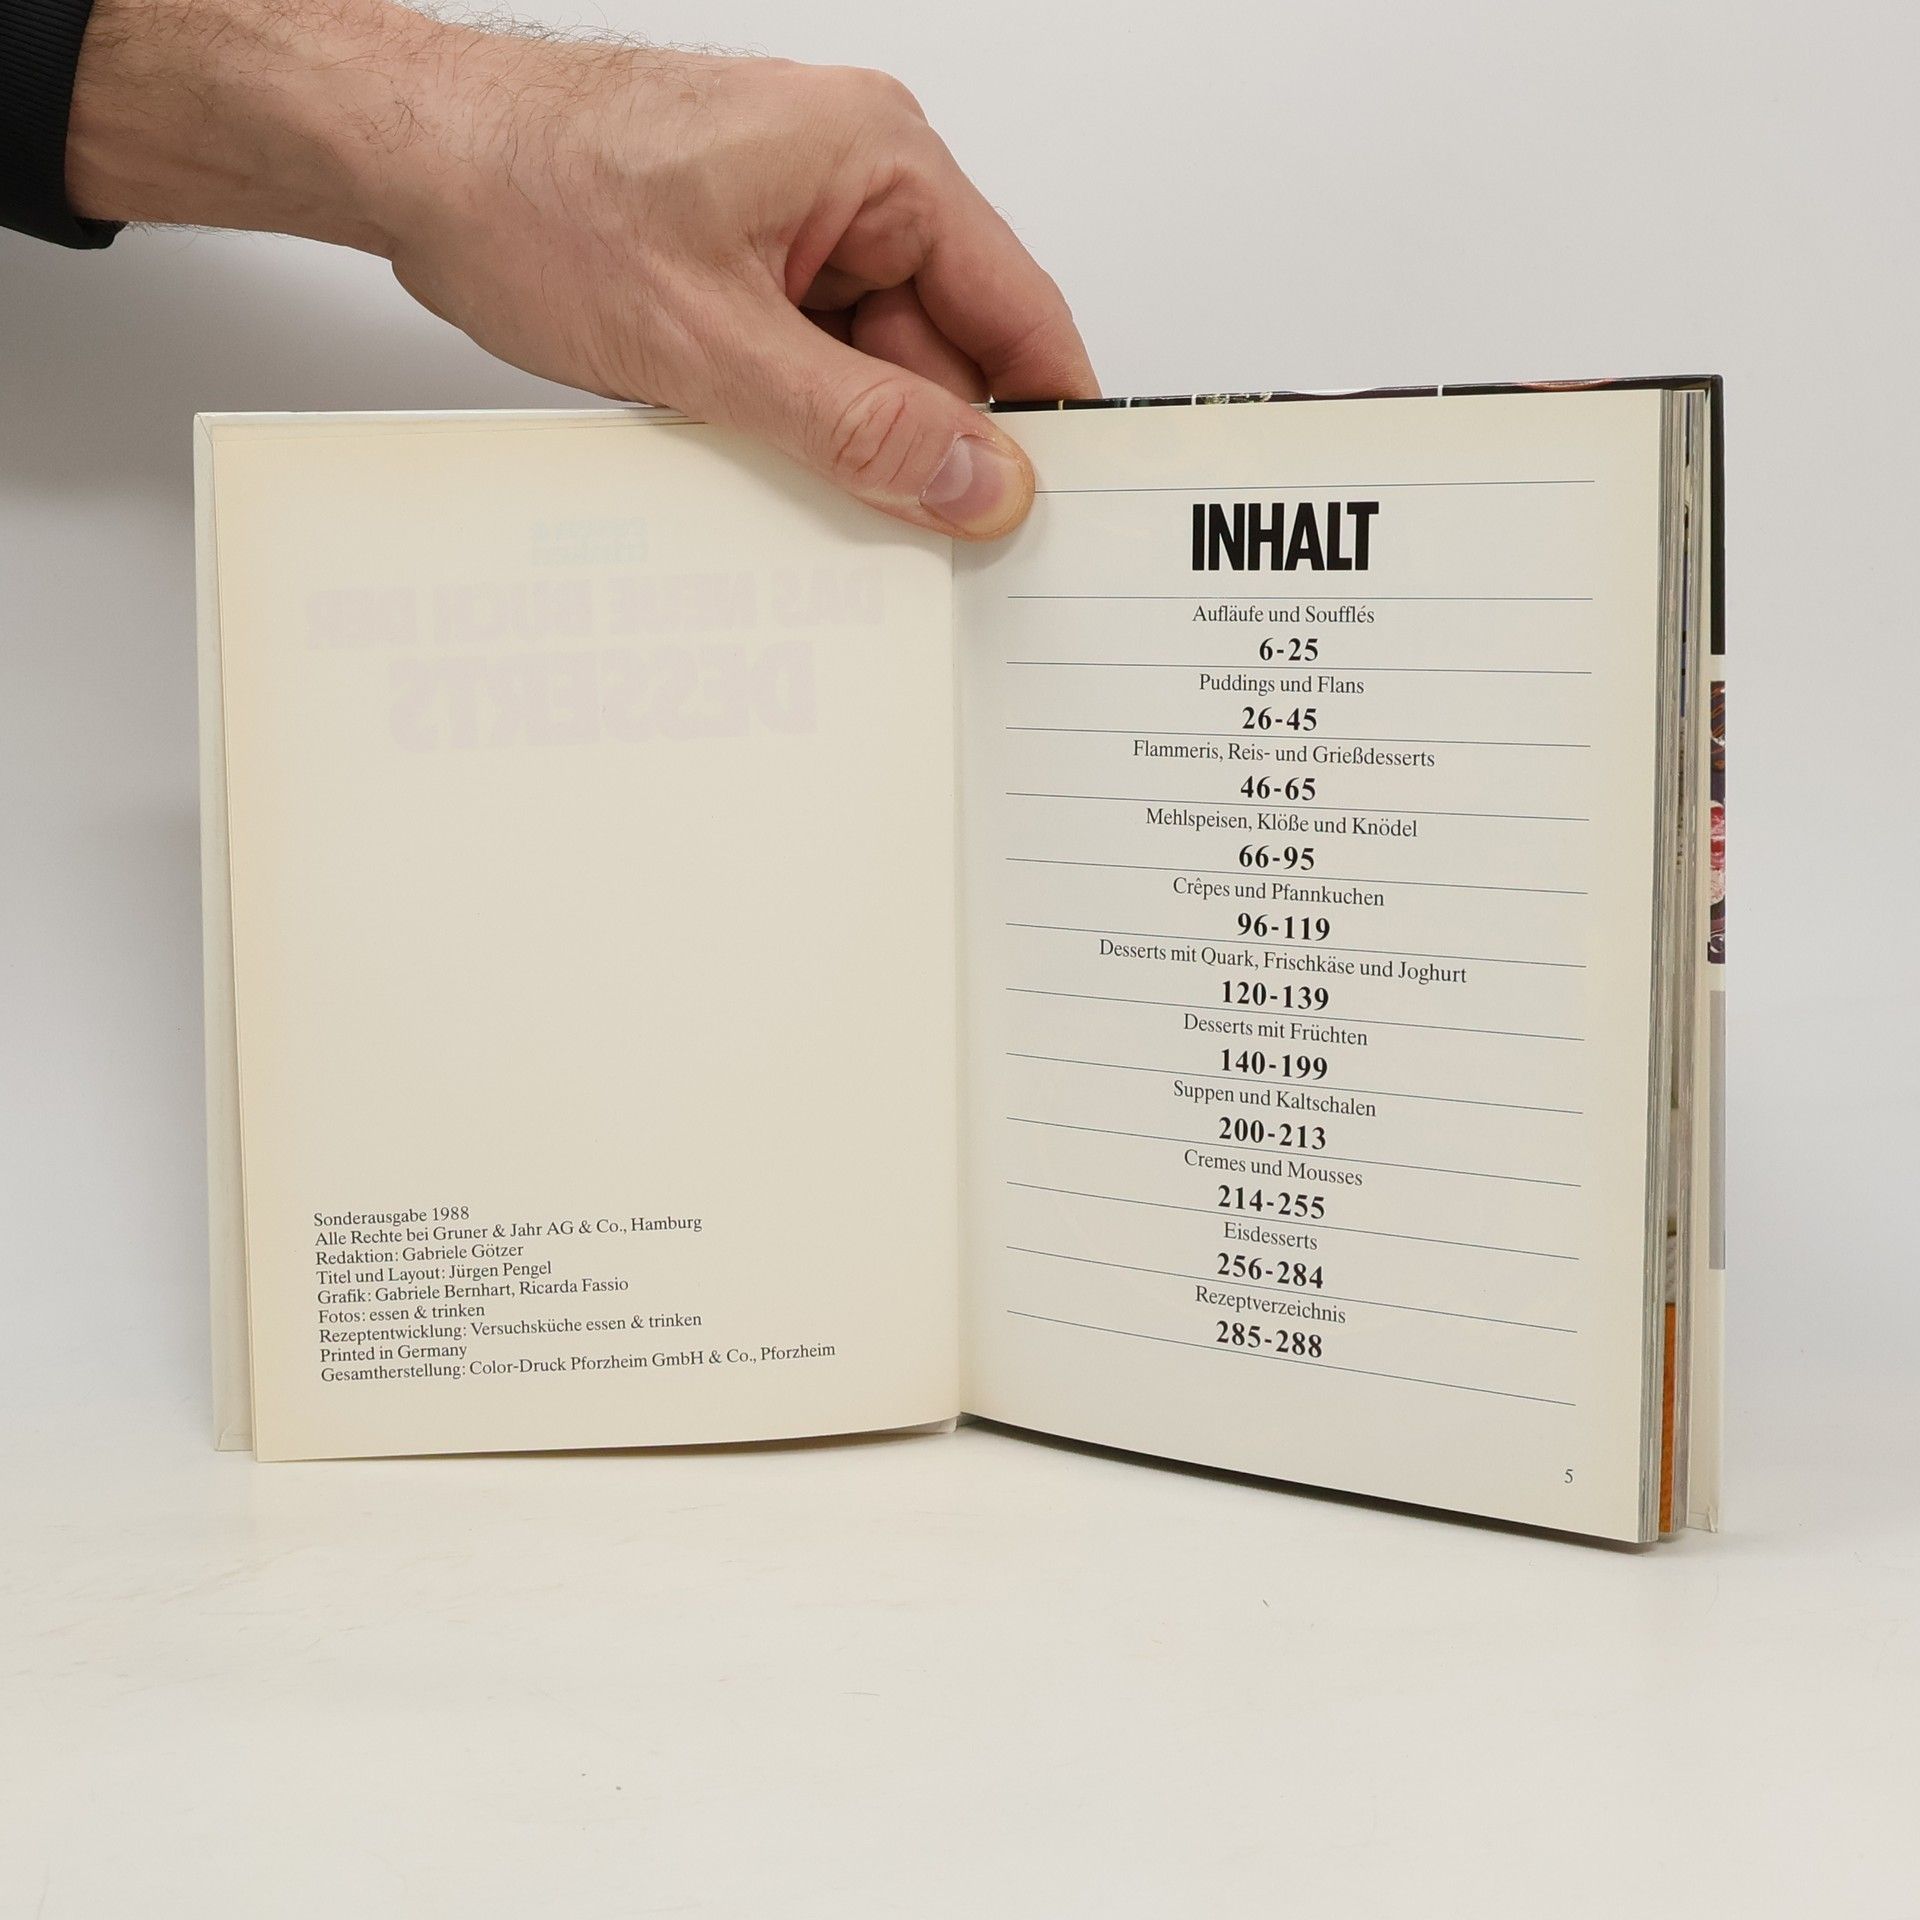 Sonderausgabe 1988
Alle Rechte bei Gruner & Jahr AG & Co., Hamburg
Redaktion: Gabriele Götzer
Titel und Layout: Jürgen Pengel
Grafik: Gabriele Bernhart, Ricarda Fassio
Fotos: essen & trinken
Rezeptentwicklung: Versuchsküche essen & trinken
Printed in Germany
Gesamtherstellung: Color-Druck Pforzheim GmbH & Co., Pforzheim
INHALT
Aufläufe und Soufflés
6-25
Puddings und Flans
26-45
Flammeris, Reis- und Grießdesserts
46-65
Mehlspeisen, Klöße und Knödel
66-95
Crêpes und Pfannkuchen
96-119
Desserts mit Quark, Frischkäse und Joghurt
120-139
Desserts mit Früchten
140-199
Suppen und Kaltschalen
200-213
Cremes und Mousses
214-255
Eisdesserts
256-284
Rezeptverzeichnis
285-288
5